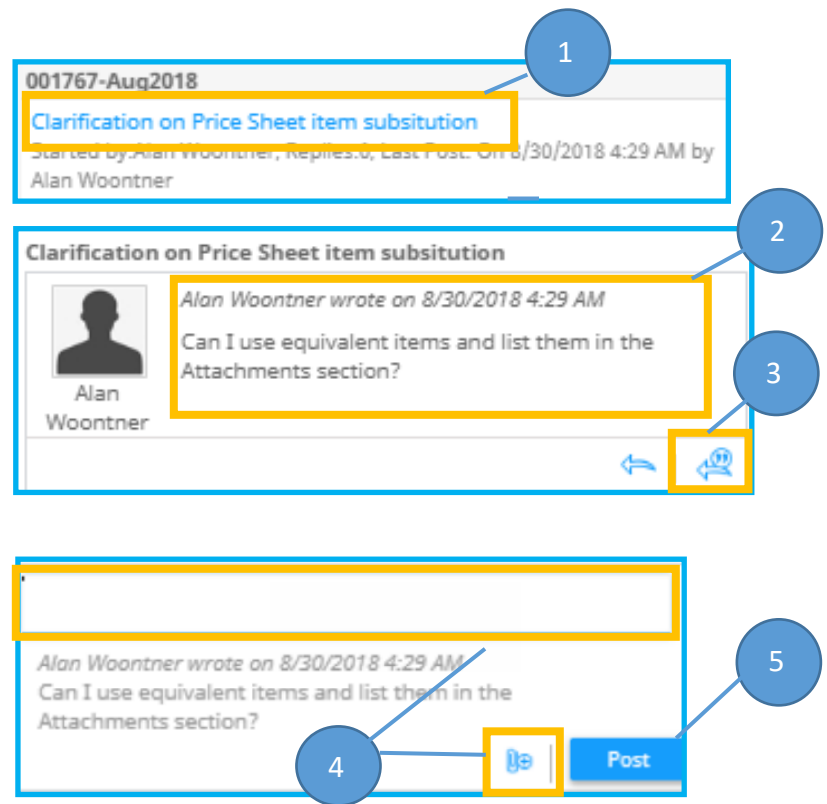 1
001767-Aug2018
Clarification on Price Sheet item subsitution
Started by:Alan Woontner, Replies:0, Last Post: On 8/30/2018 4:29 AM by
Alan Woontner
2
Clarification on Price Sheet item subsitution
Alan Woontner wrote on 8/30/2018 4:29 AM
Can I use equivalent items and list them in the
Attachments section?
Alan
Woontner
3
Alan Woontner wrote on 8/30/2018 4:29 AM
Can I use equivalent items and list them in the
Attachments section?
4
Post
5